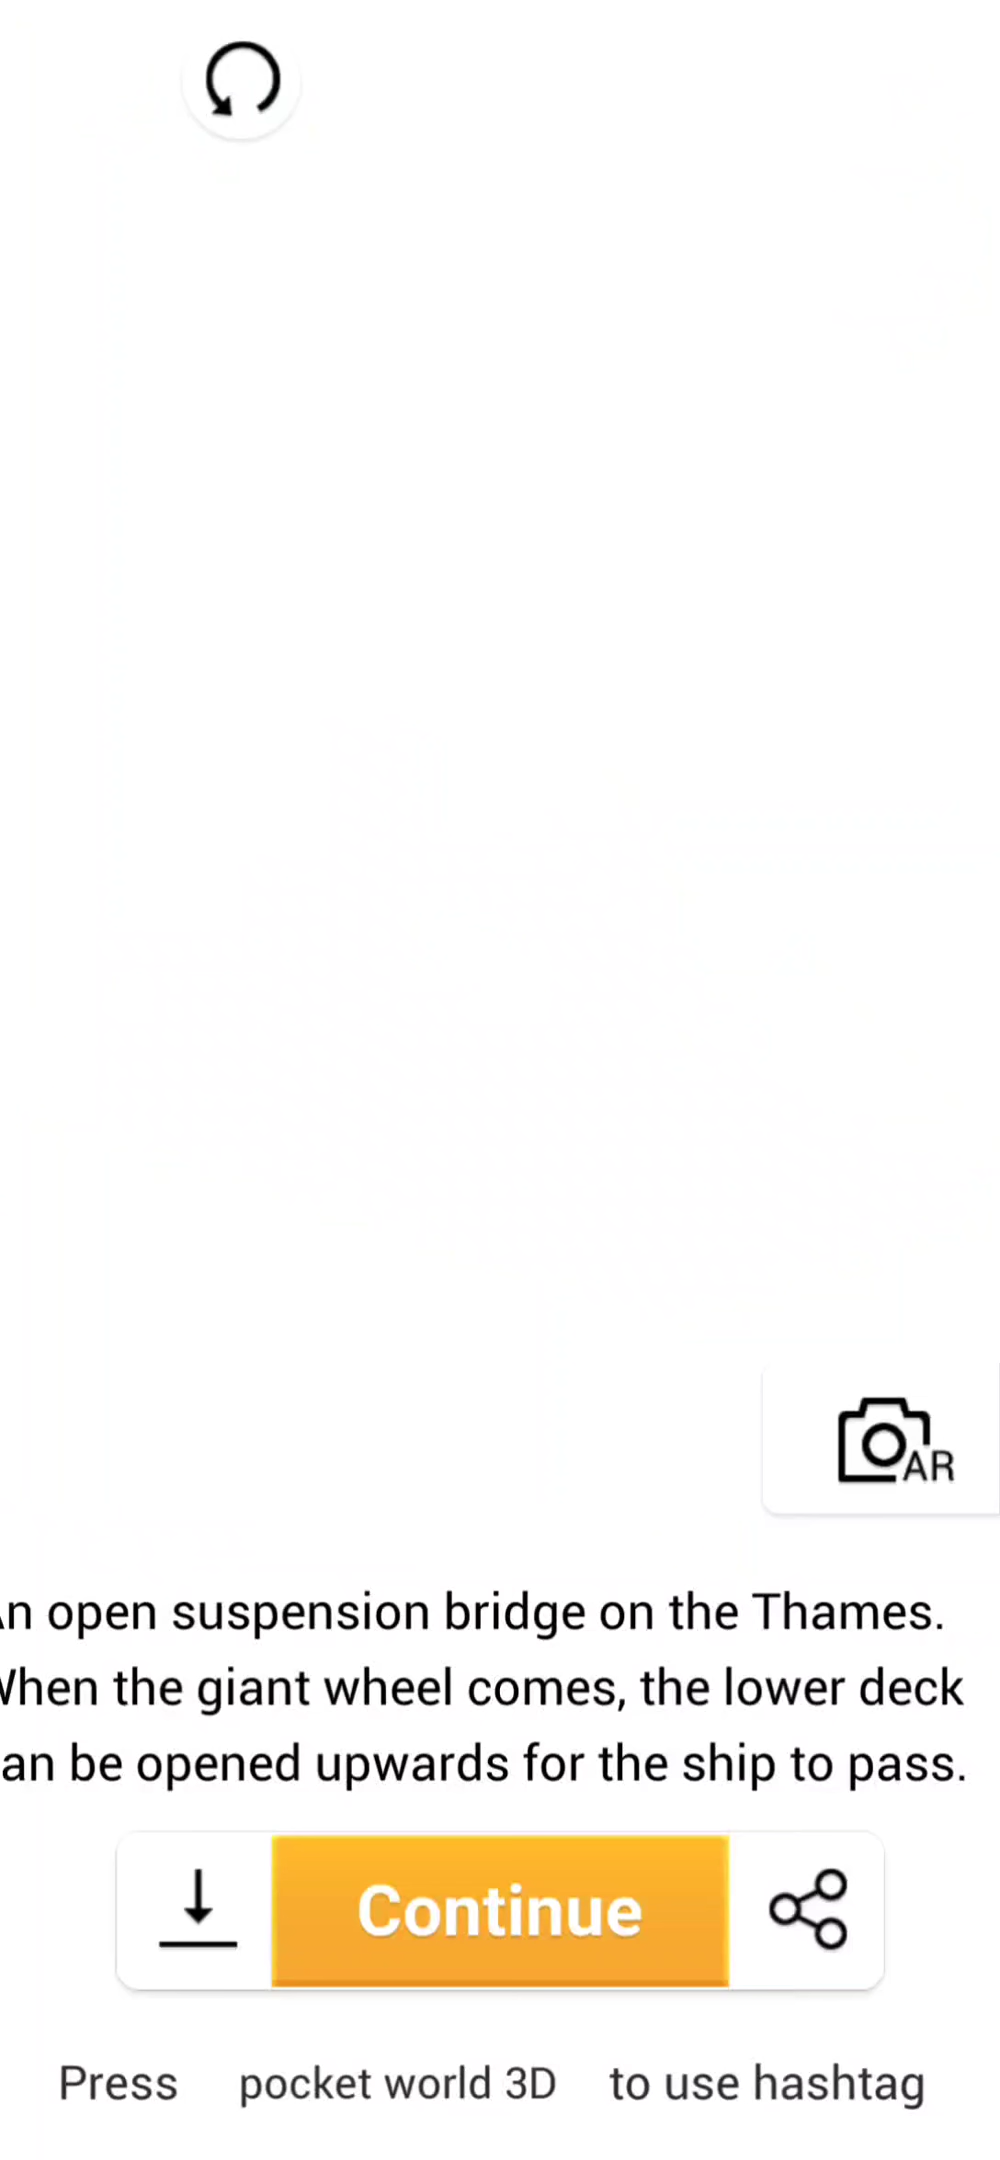 AR
n open suspension bridge on the Thames.
hen the giant wheel comes, the lower deck
an be opened upwards for the ship to pass.
Continue
Press pocket world 3D to use hashtag